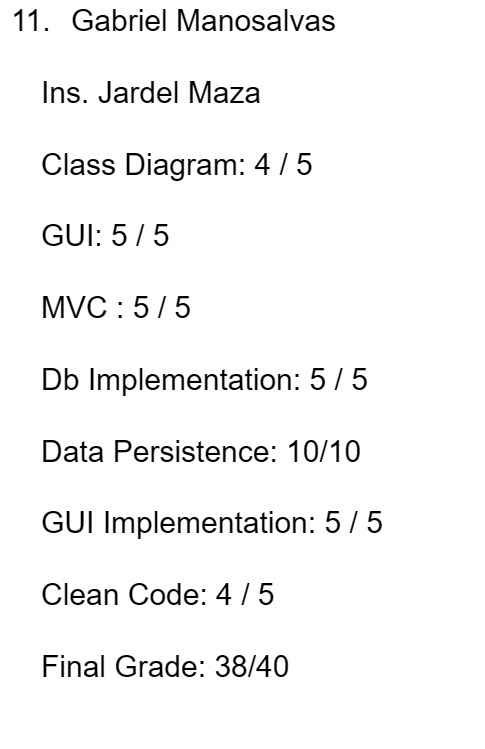 11. Gabriel Manosalvas
Ins. Jardel Maza
Class Diagram: 4 / 5
GUI: 5 / 5
MVC : 5 / 5
Db Implementation: 5 / 5
Data Persistence: 10/10
GUI Implementation: 5 / 5
Clean Code: 4 / 5
Final Grade: 38/40